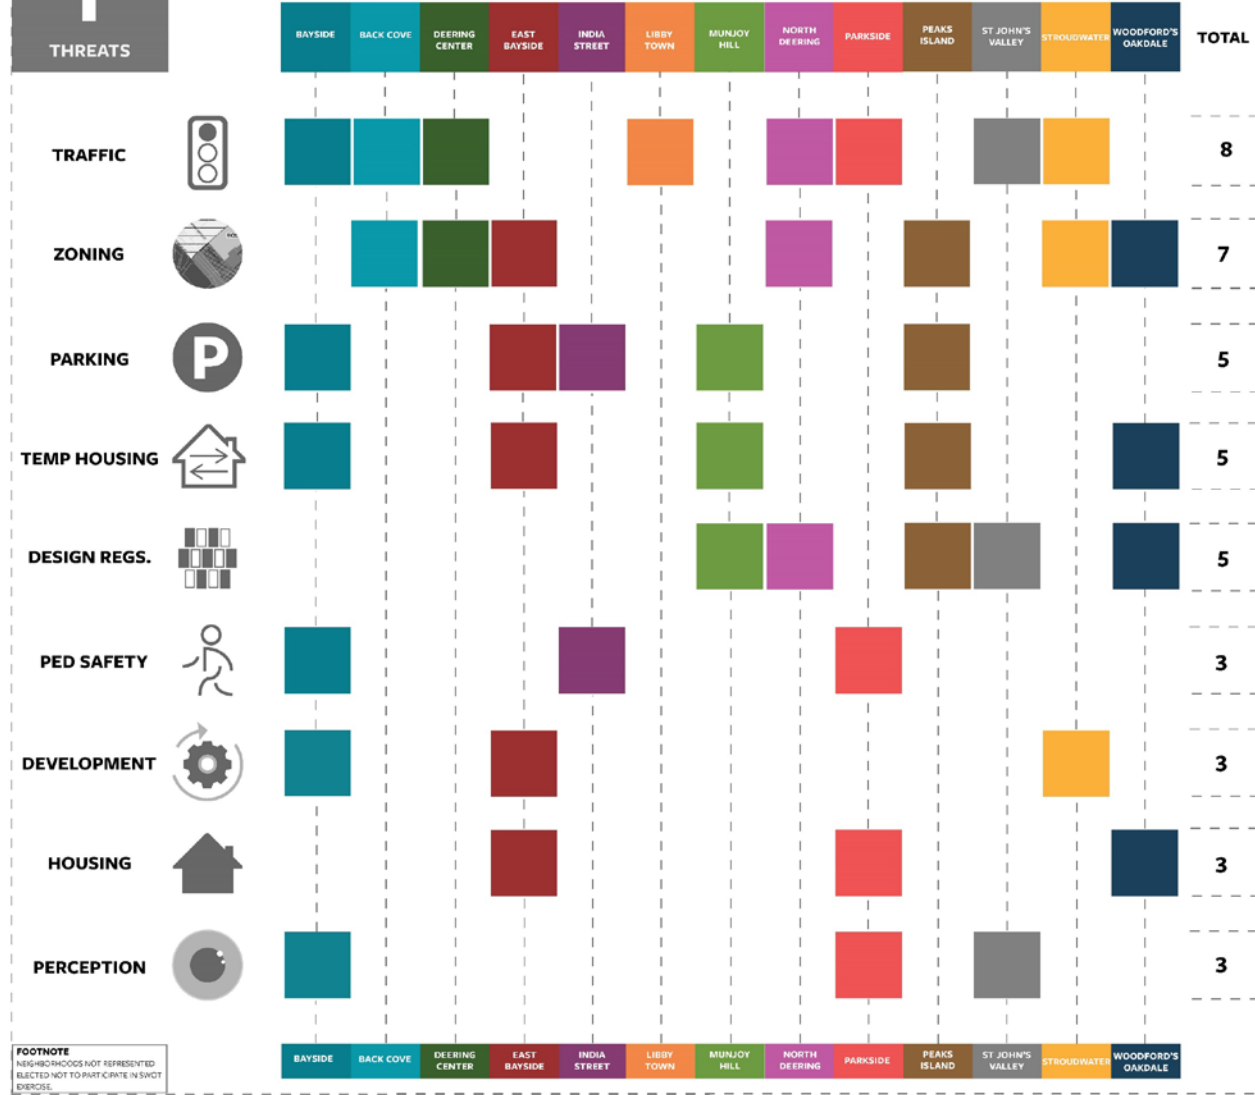 THREATS
BAYSIDE
BACK COVE
DEERING
CENTER
EAST
BAYSIDE
INDIA
STREET
LIBBY
TOWN
MUNJOY
HILL
NORTH
DEERING
PARKSIDE
PEAKS
ISLAND
ST JOHN'S
VALLEY
STROUDWATER
WOODFORD'S
OAKDALE
TOTAL
TRAFFIC
8
ZONING
7
PARKING
P
5
TEMP HOUSING
5
DESIGN REGS.
5
PED SAFETY
3
DEVELOPMENT
3
HOUSING
3
PERCEPTION
3
FOOTNOTE
NEIGHBORHOODS NOT REPRESENTED
ELECTED NOT TO PARTICIPATE IN SWOT
EXERCISE.
BAYSIDE
BACK COVE
DEERING
CENTER
EAST
BAYSIDE
INDIA
STREET
LIBBY
TOWN
MUNJOY
HILL
NORTH
DEERING
PARKSIDE
PEAKS
ISLAND
ST JOHN'S
VALLEY
STROUDWATER
WOODFORD'S
OAKDALE